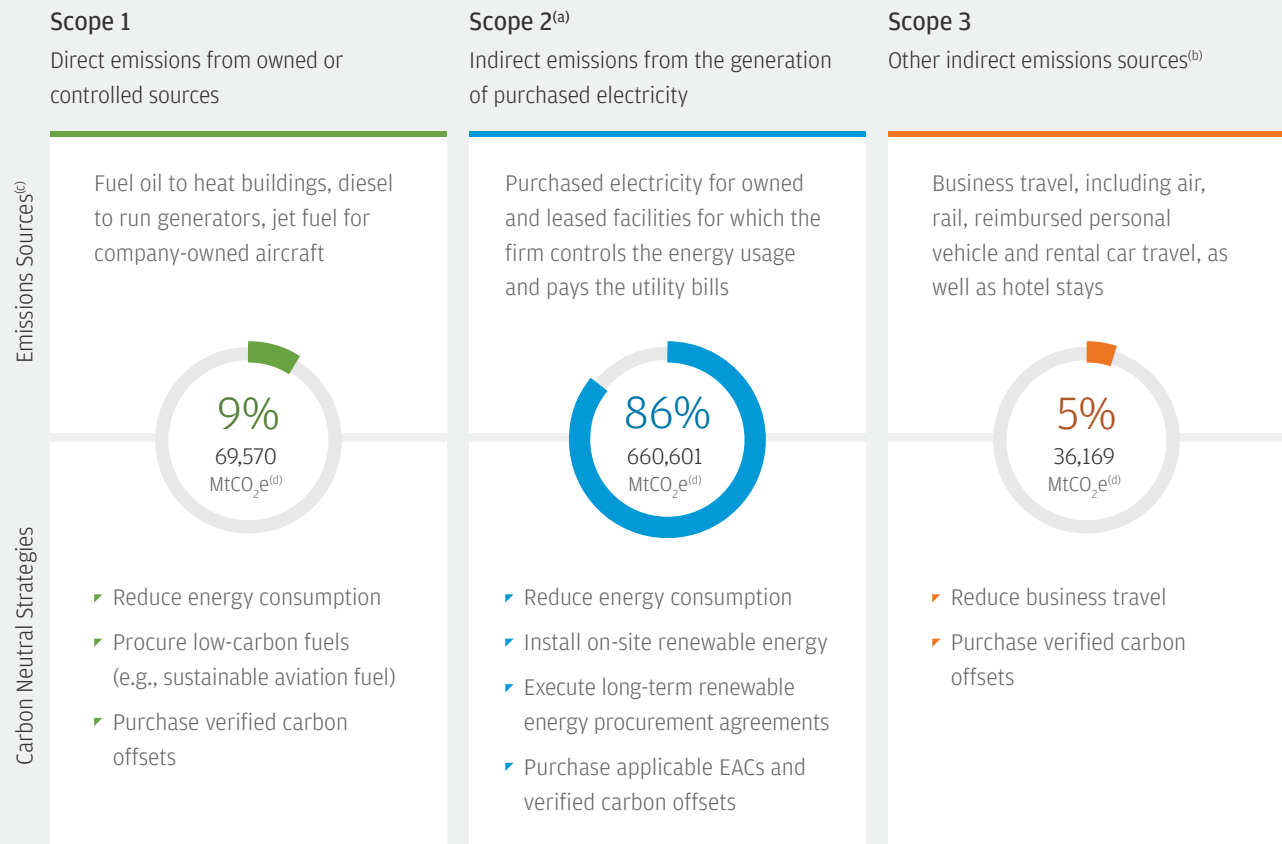 Scope 1
Direct emissions from owned or
controlled sources
Scope 2(a)
Indirect emissions from the generation
of purchased electricity
Scope 3
Other indirect emissions sources(b)
Emissions Sources(c)
Fuel oil to heat buildings, diesel
to run generators, jet fuel for
company-owned aircraft
9%
69,570
MtCO2e(d)
Purchased electricity for owned
and leased facilities for which the
firm controls the energy usage
and pays the utility bills
86%
660,601
MtCO2e(d)
Business travel, including air,
rail, reimbursed personal
vehicle and rental car travel, as
well as hotel stays
5%
36,169
MtCO2e(d)
Carbon Neutral Strategies
Reduce energy consumption
Procure low-carbon fuels
(e.g., sustainable aviation fuel)
Purchase verified carbon
offsets
Reduce energy consumption
Install on-site renewable energy
Execute long-term renewable
energy procurement agreements
Purchase applicable EACs and
verified carbon offsets
Reduce business travel
Purchase verified carbon
offsets